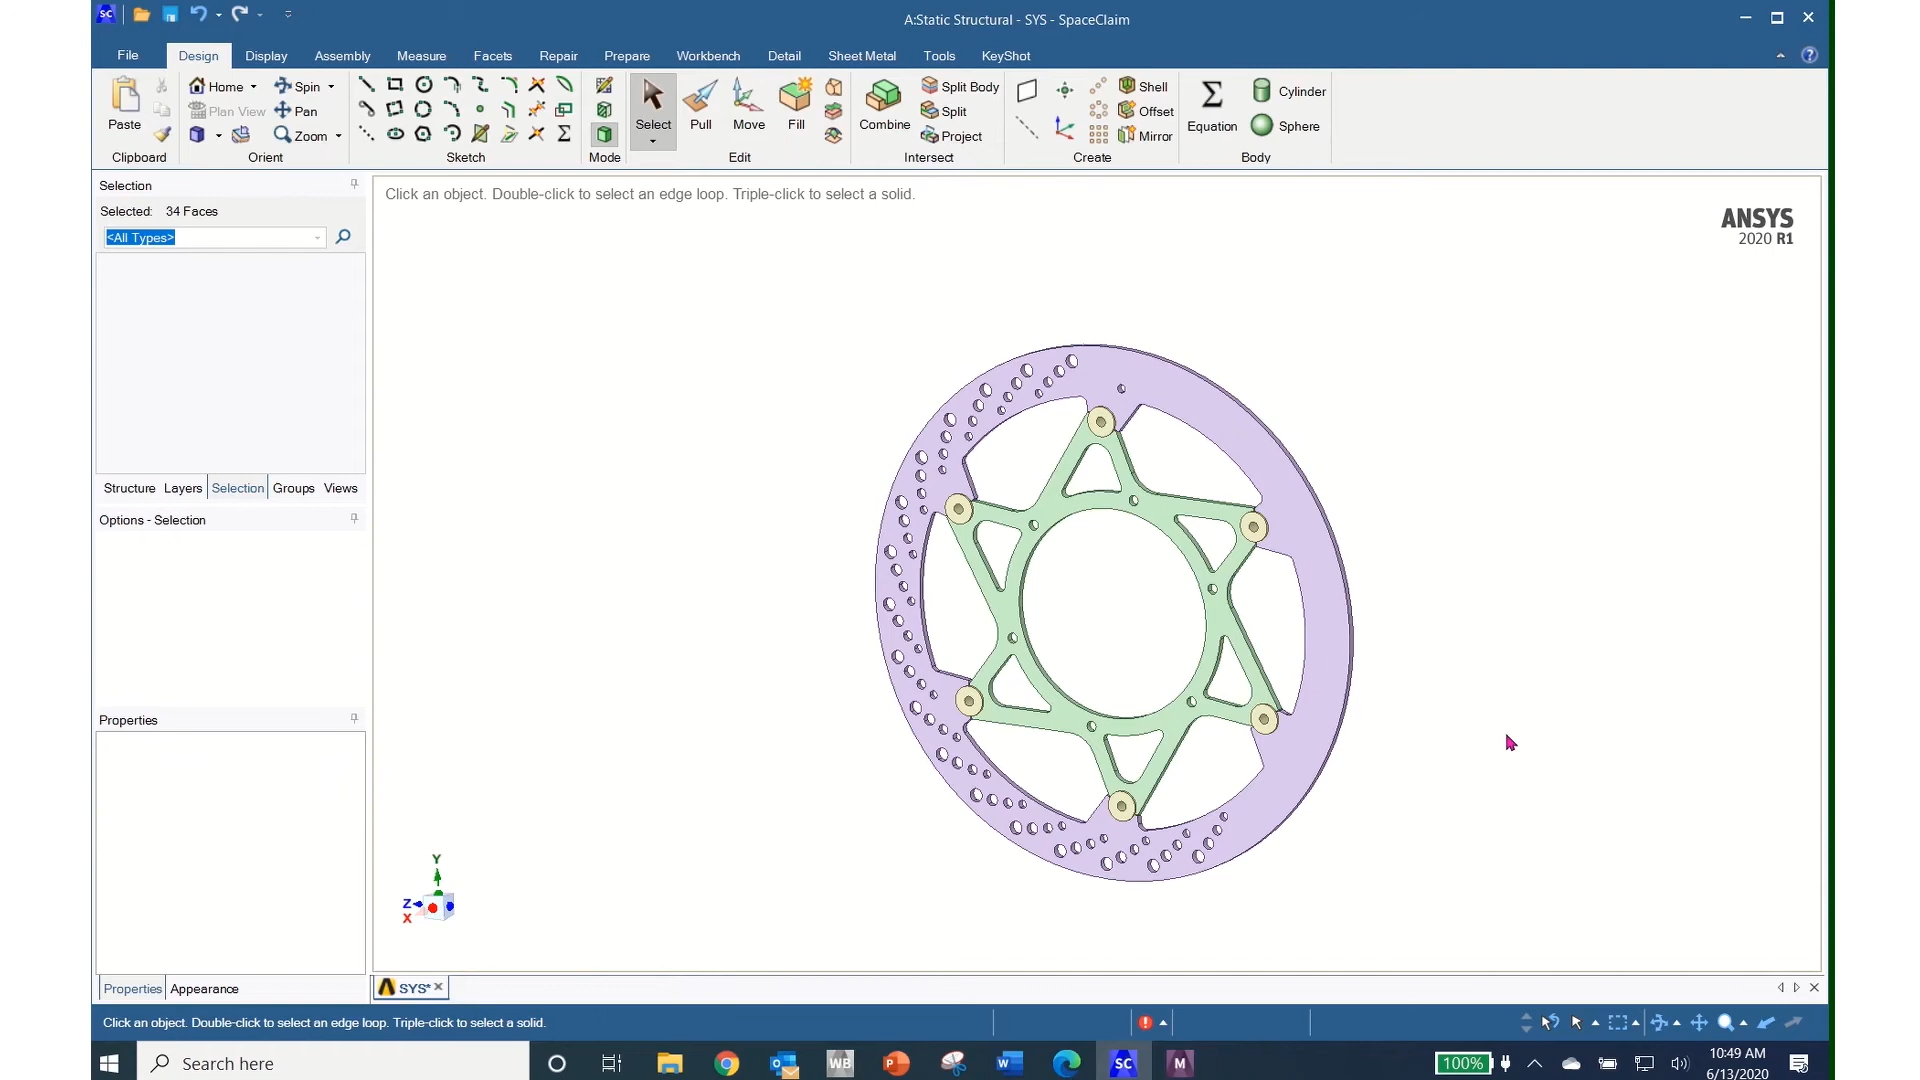 A:Static Structural - SYS - SpaceClaim
File Design Display Assembly Measure Facets Repair Prepare Workbench Detail Sheet Metal Tools KeyShot
Paste
Clipboard
Home Spin
Plan View Pan
Zoom
Orient
Sketch
Mode
Select Pull Move Fill
Edit
Combine Split Body
Split
Project
Intersect
Shell
Offset
Mirror
Create
Equation Cylinder
Sphere
Body
Selection
Selected: 34 Faces
<All Types>
Structure Layers Selection Groups Views
Options - Selection
Properties
Properties Appearance
Click an object. Double-click to select an edge loop. Triple-click to select a solid.
ANSYS
2020 R1
Y
Z
X
SYS*
Click an object. Double-click to select an edge loop. Triple-click to select a solid.
Search here
WB
SC
M
100%
10:49 AM
6/13/2020